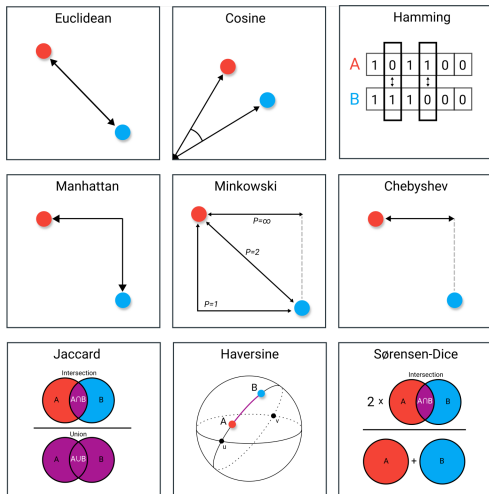 Euclidean
Cosine
Hamming
A 1 0 1 1 0 0
B 1 1 1 0 0 0
Manhattan
Minkowski
P=∞
P=2
P=1
Chebyshev
Jaccard
Intersection
A A∩B B
Union
A A∪B B
Haversine
B
A
v
u
Sørensen-Dice
Intersection
2 x A A∩B B
A + B